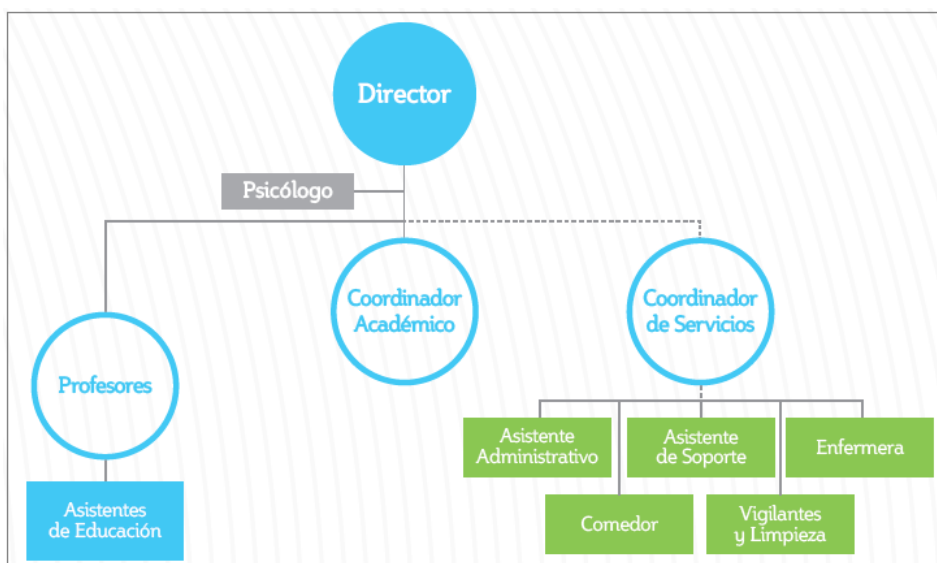 Director
Psicólogo
Coordinador
Académico
Coordinador
de Servicios
Profesores
Asistentes
de Educación
Asistente
Administrativo
Asistente
de Soporte
Enfermera
Comedor
Vigilantes
y Limpieza